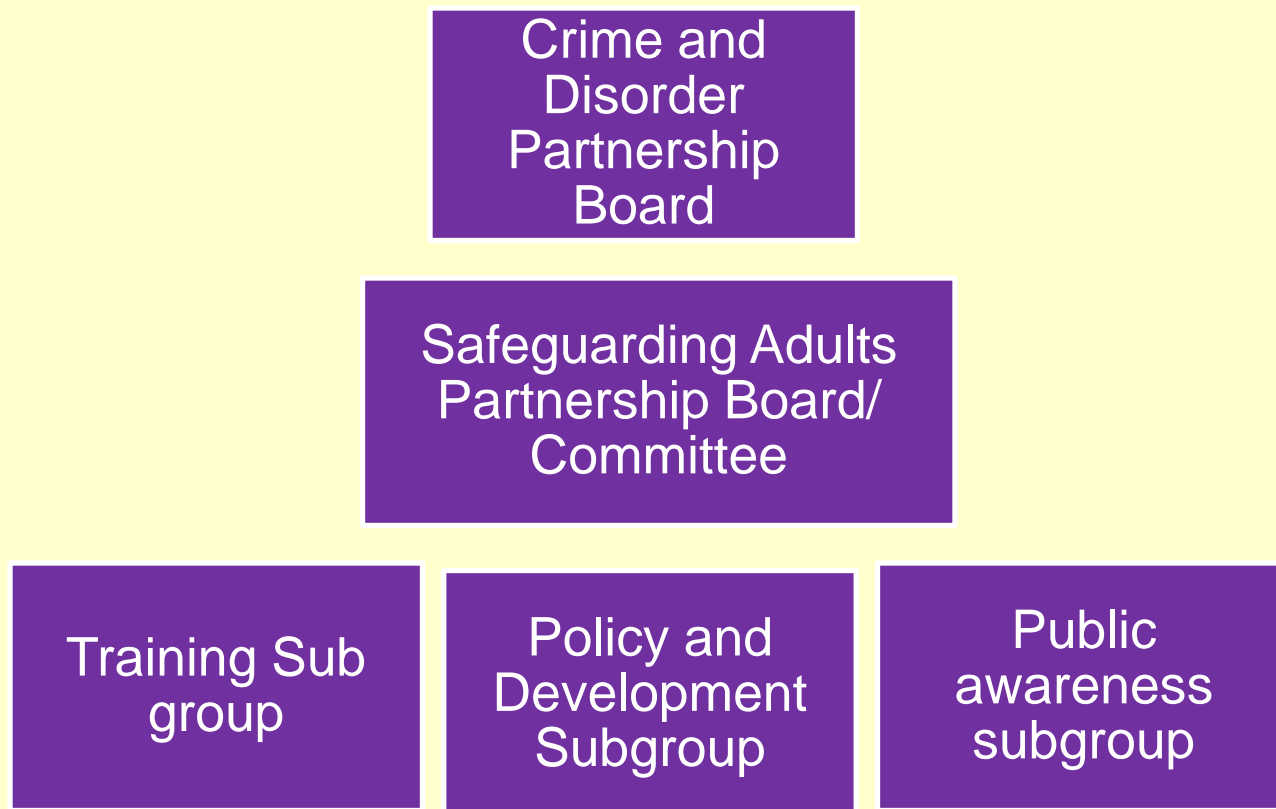 Crime and
Disorder
Partnership
Board
Safeguarding Adults
Partnership Board/
Committee
Training Sub
group
Policy and
Development
Subgroup
Public
awareness
subgroup